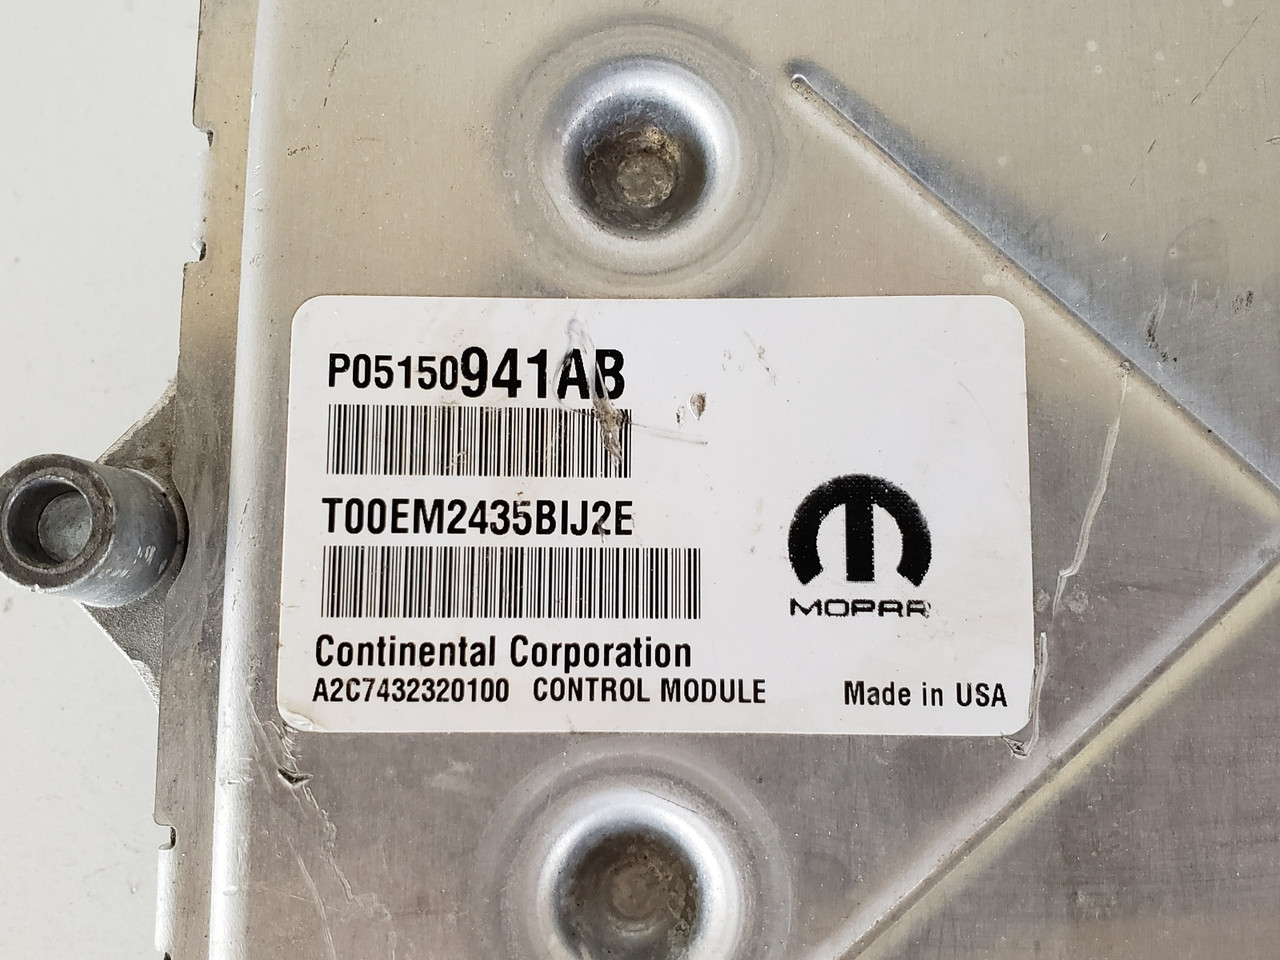 P05150941AB
T00EM2435BIJ2E
MOPAR
Continental Corporation
A2C7432320100 CONTROL MODULE Made in USA